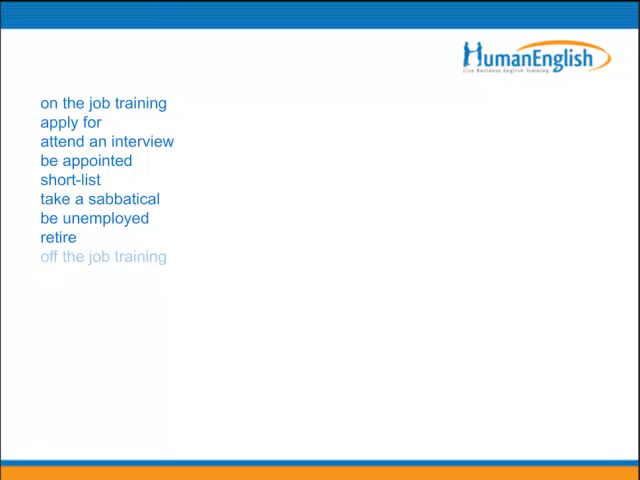 HumanEnglish
Live Business English Training
on the job training
apply for
attend an interview
be appointed
short-list
take a sabbatical
be unemployed
retire
off the job training